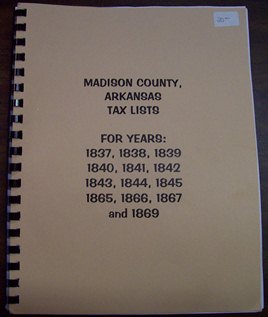 MADISON COUNTY,
ARKANSAS
TAX LISTS
FOR YEARS:
1837, 1838, 1839
1840, 1841, 1842
1843, 1844, 1845
1865, 1866, 1867
and 1869